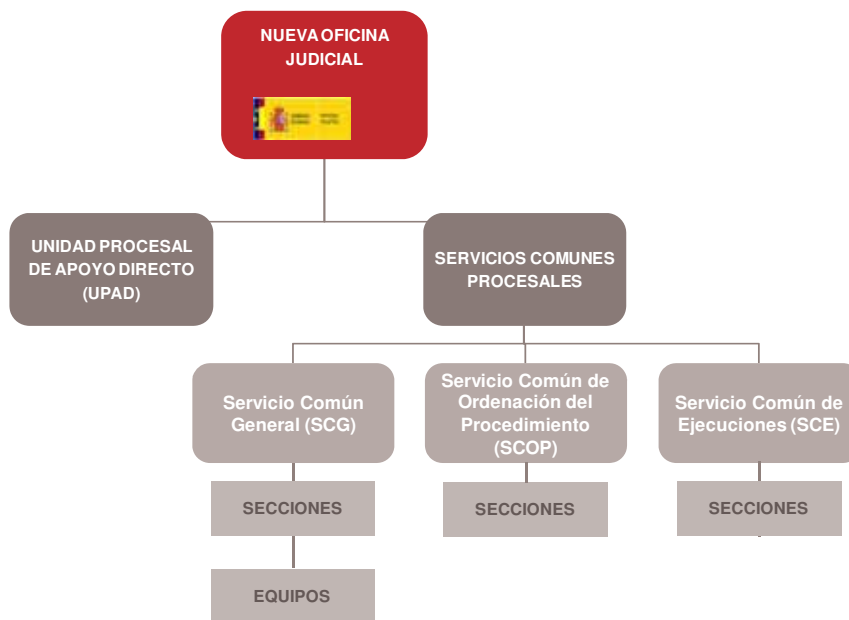 NUEVA OFICINA
JUDICIAL
UNIDAD PROCESAL
DE APOYO DIRECTO
(UPAD)
SERVICIOS COMUNES
PROCESALES
Servicio Común
General (SCG)
Servicio Común de
Ordenación del
Procedimiento
(SCOP)
Servicio Común de
Ejecuciones (SCE)
SECCIONES
SECCIONES
SECCIONES
EQUIPOS